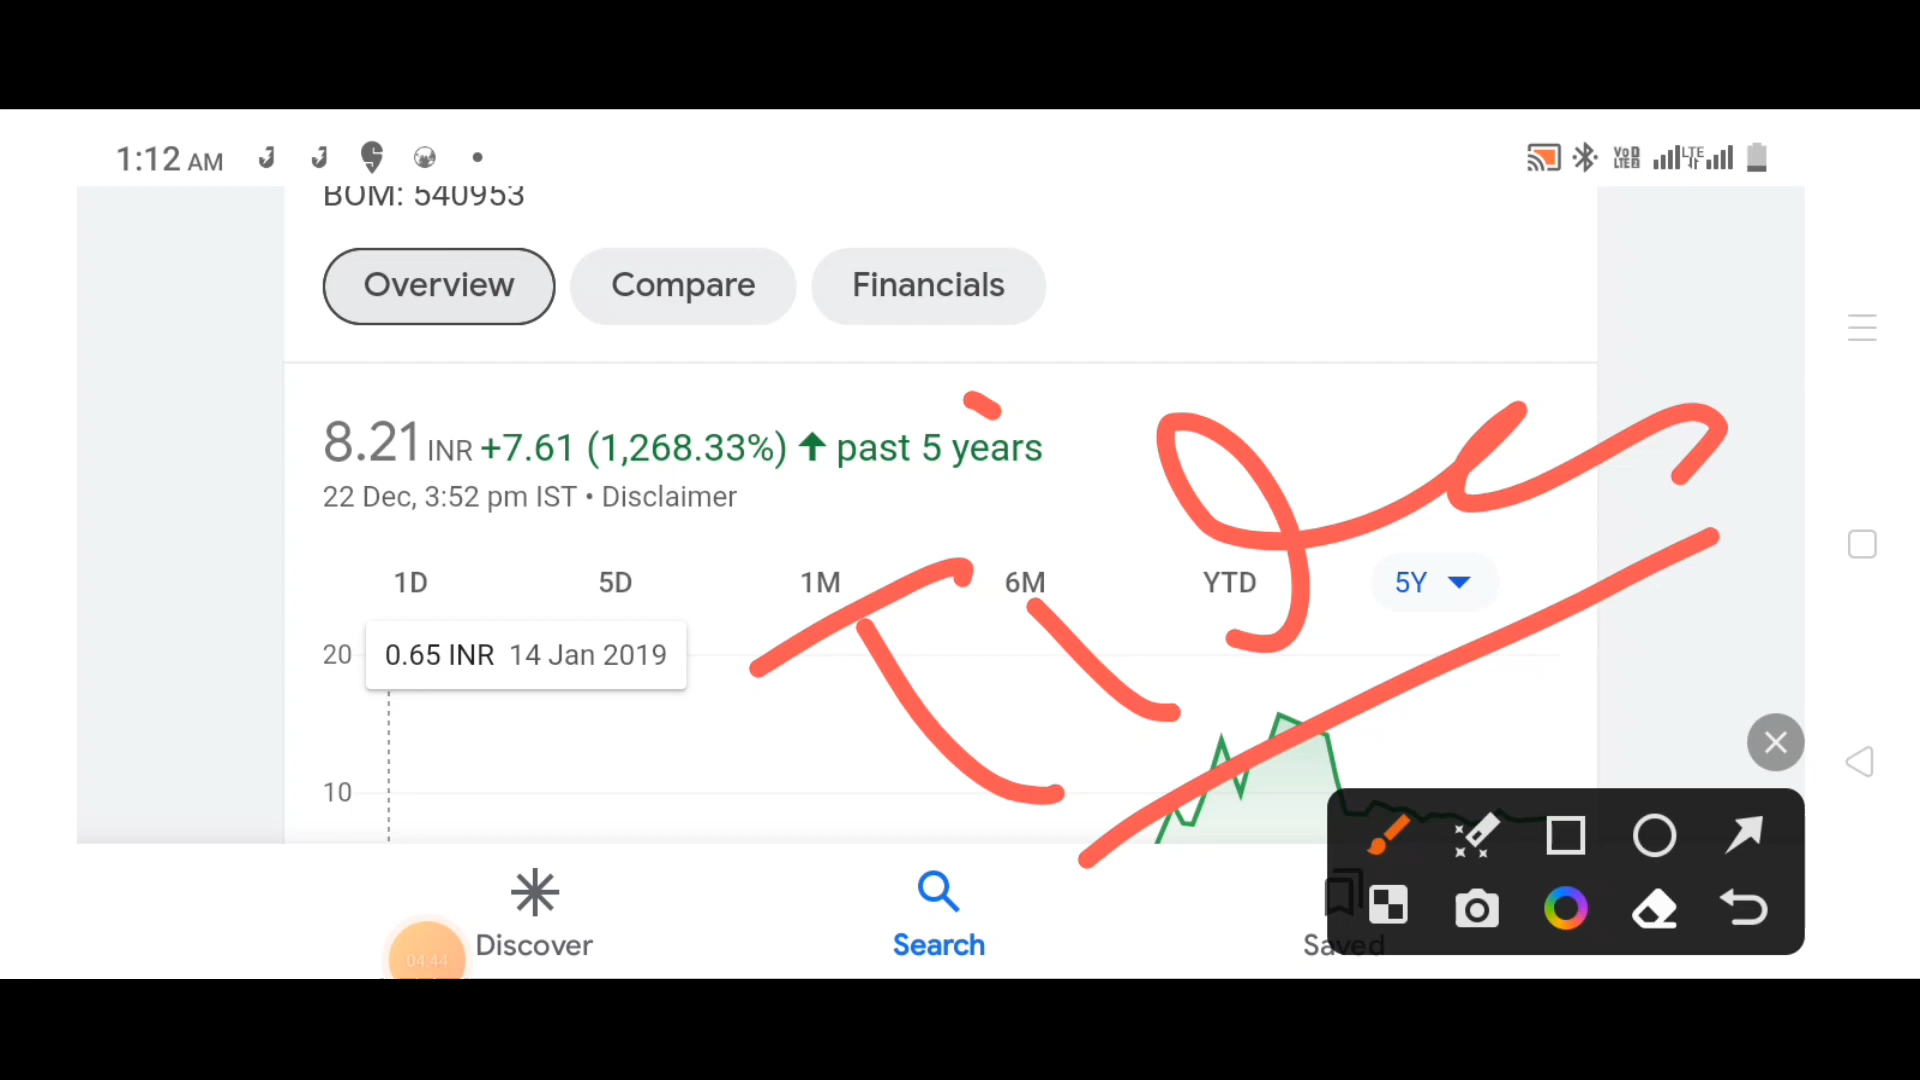 1:12 AM
BOM: 540953
Overview Compare Financials
8.21 INR +7.61 (1,268.33%) ↑ past 5 years
22 Dec, 3:52 pm IST • Disclaimer
1D 5D 1M 6M YTD 5Y
20
0.65 INR 14 Jan 2019
10
Discover Search Saved
04:44